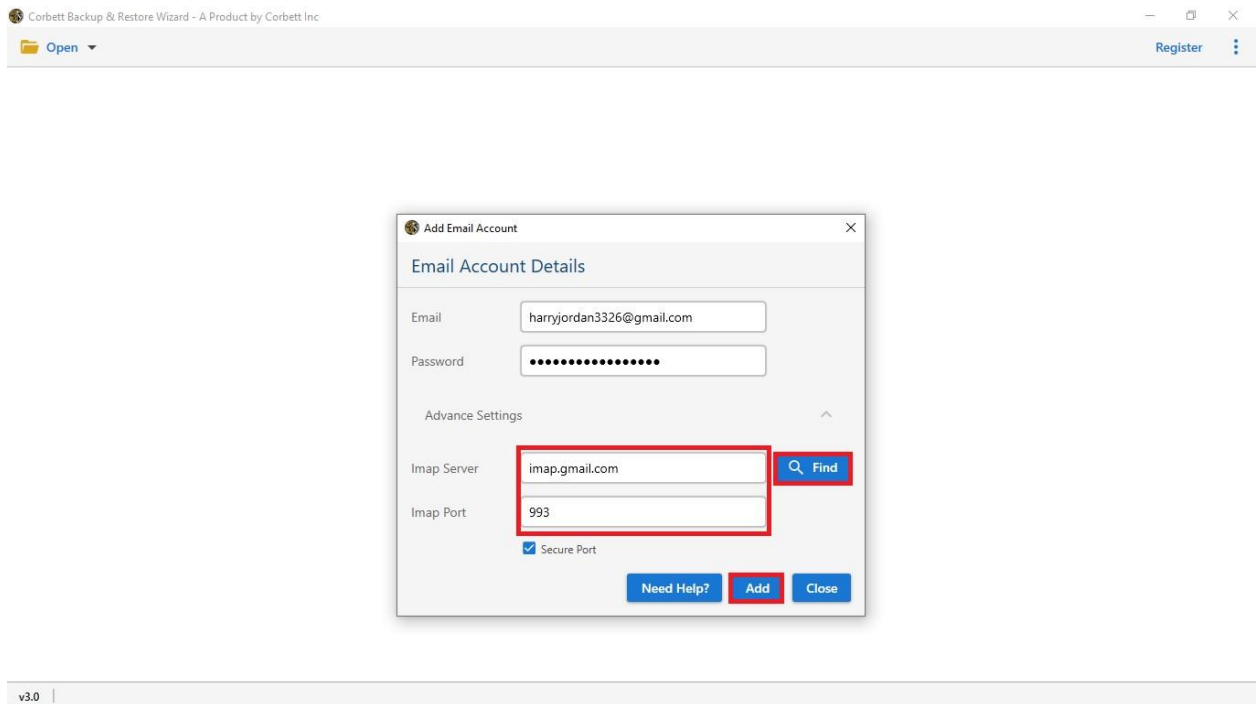 Corbett Backup & Restore Wizard - A Product by Corbett Inc
Open
Register
Add Email Account
Email Account Details
Email harryjordan3326@gmail.com
Password •••••••••••••••••
Advance Settings
Imap Server imap.gmail.com Find
Imap Port 993
Secure Port
Need Help? Add Close
v3.0